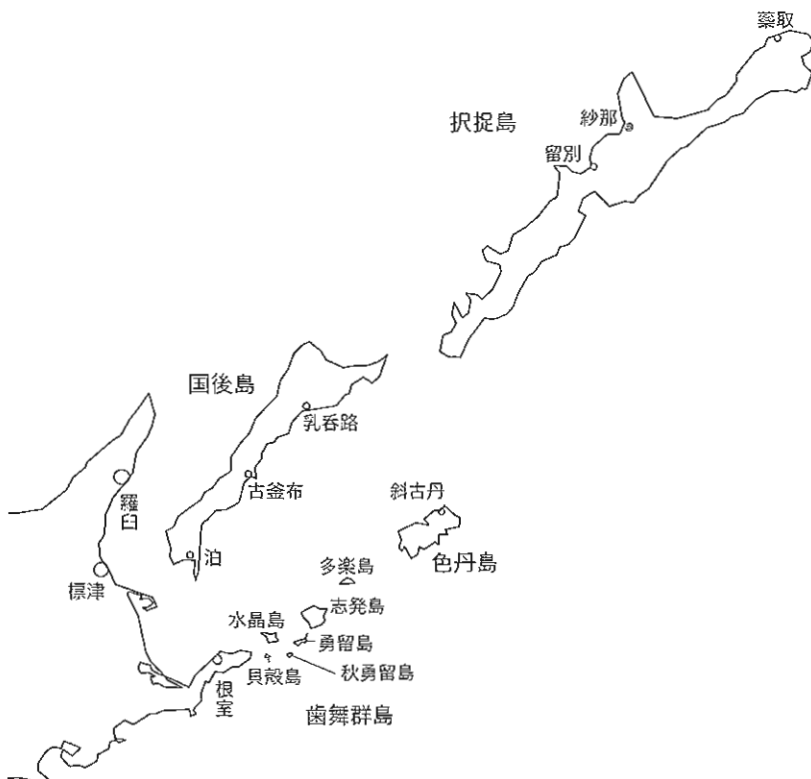 蘂取
紗那
択捉島
留別
国後島
乳呑路
古釜布
斜古丹
羅臼
泊
色丹島
多楽島
標津
志発島
水晶島
勇留島
貝殻島
秋勇留島
根室
歯舞群島